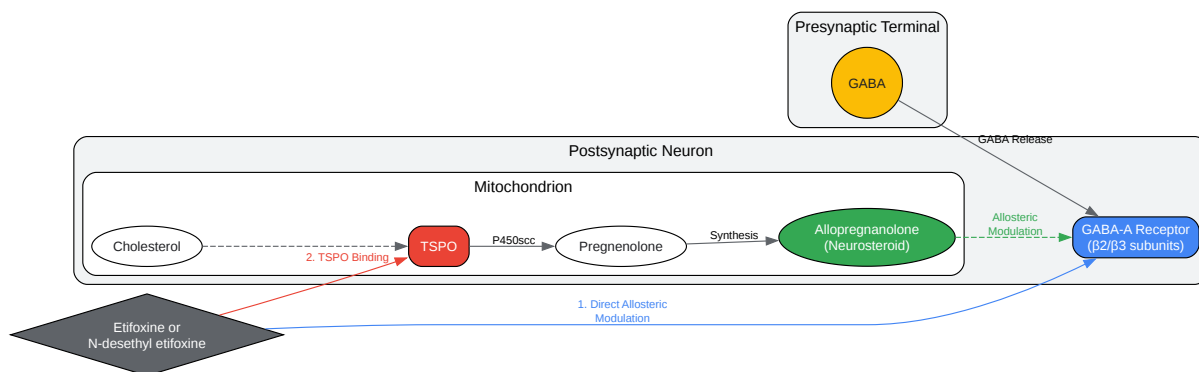 Presynaptic Terminal
GABA
GABA Release
Postsynaptic Neuron
Mitochondrion
Cholesterol
2. TSPO Binding
TSPO
P450scc
Pregnenolone
Synthesis
Allopregnanolone
(Neurosteroid)
Allosteric
Modulation
GABA-A Receptor
(β2/β3 subunits)
1. Direct Allosteric
Modulation
Etifoxine or
N-desethyl etifoxine